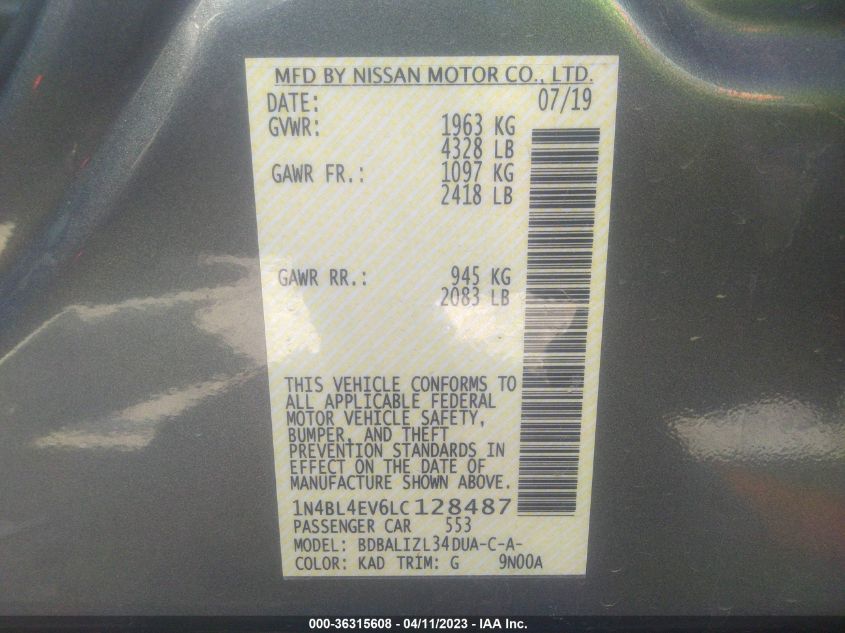 MFD BY NISSAN MOTOR CO., LTD.
DATE: 07/19
GVWR: 1963 KG
4328 LB
GAWR FR.: 1097 KG
2418 LB
GAWR RR.: 945 KG
2083 LB
THIS VEHICLE CONFORMS TO
ALL APPLICABLE FEDERAL
MOTOR VEHICLE SAFETY,
BUMPER, AND THEFT
PREVENTION STANDARDS IN
EFFECT ON THE DATE OF
MANUFACTURE SHOWN ABOVE.
1N4BL4EV6LC128487
PASSENGER CAR 553
MODEL: BDBALIZL34DUA-C-A-
COLOR: KAD TRIM: G 9N00A
000-36315608 - 04/11/2023 - IAA Inc.